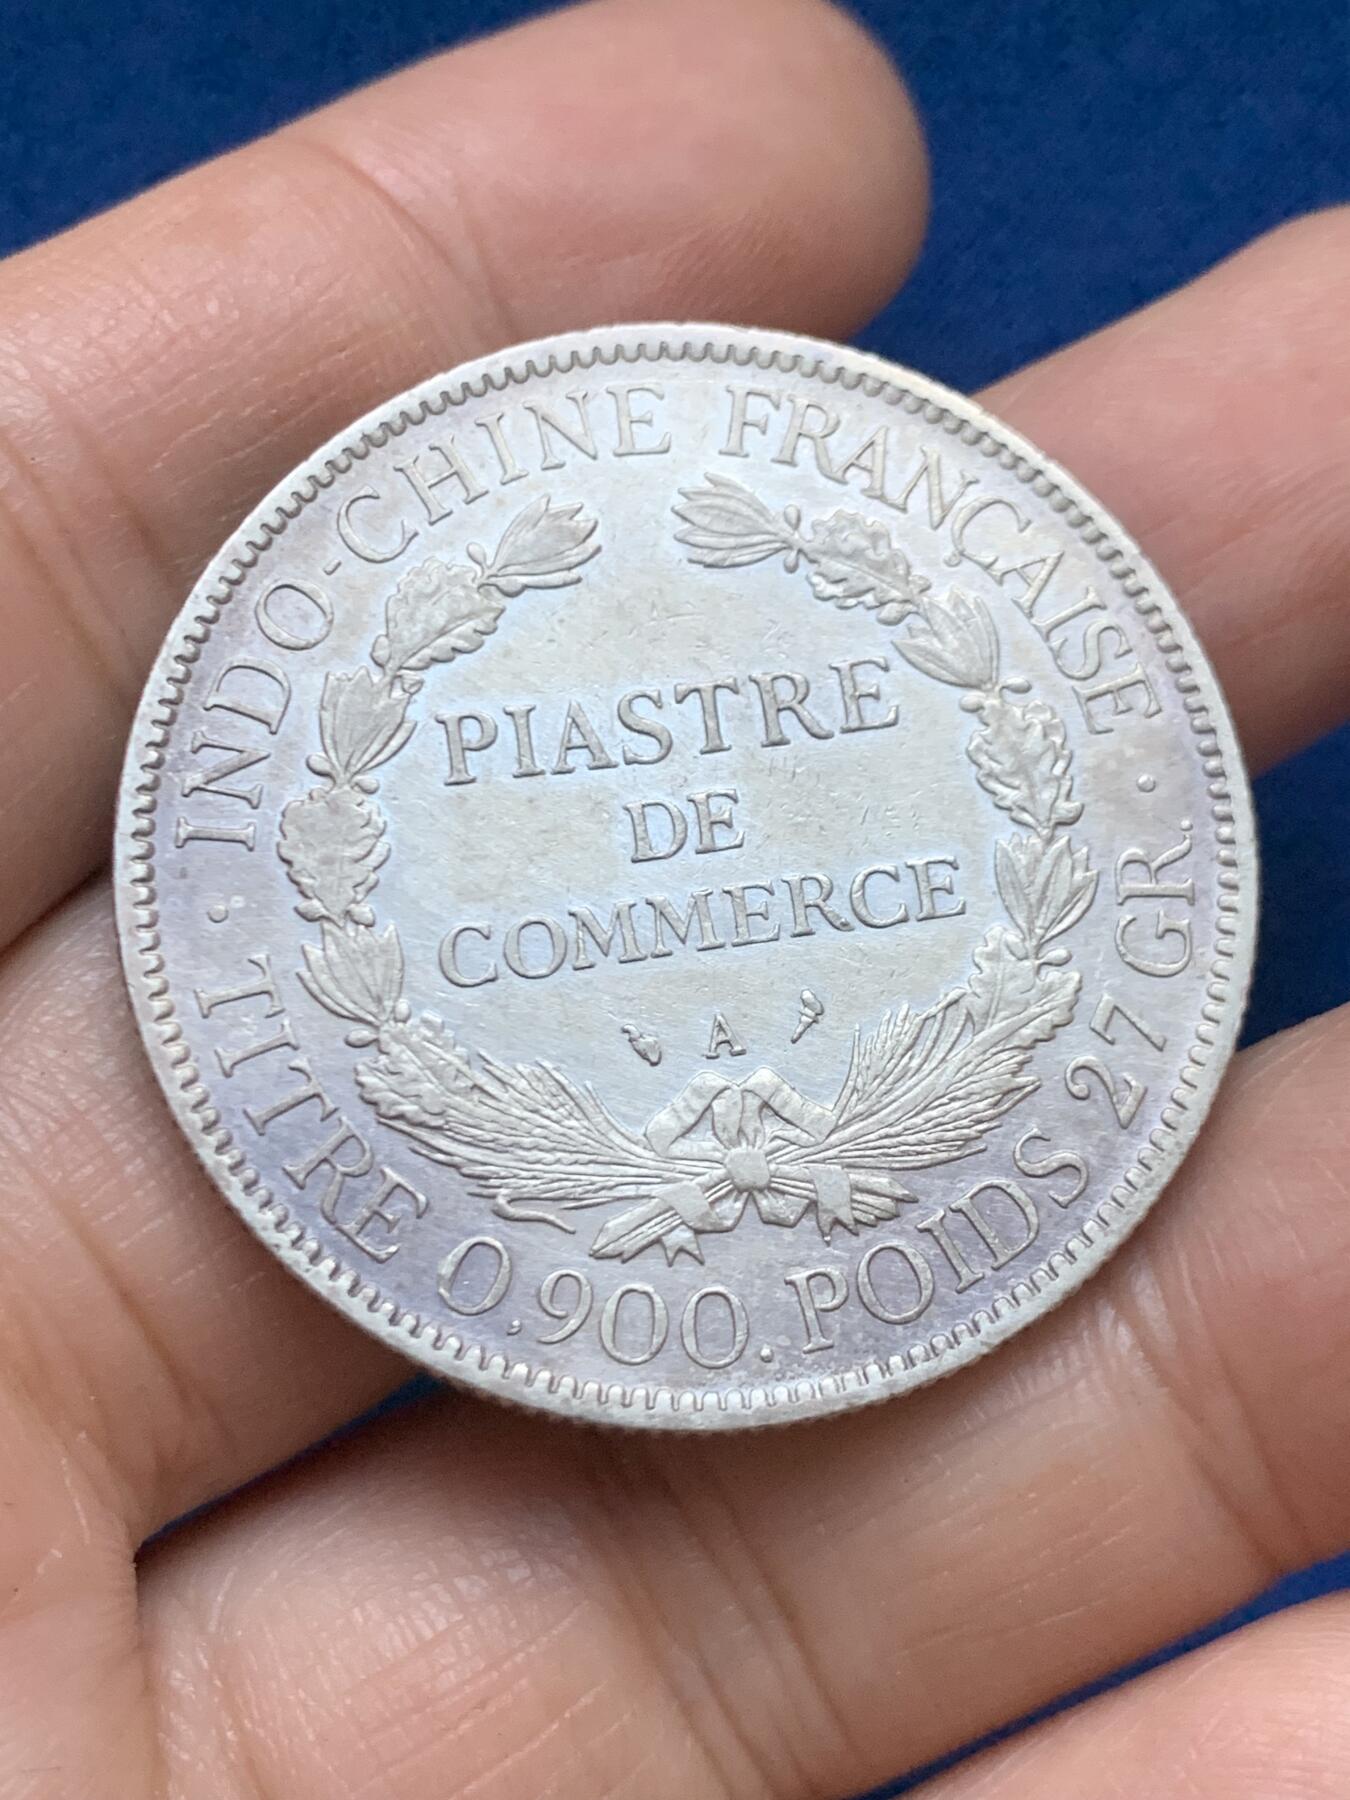 INDO-CHINE FRANÇAISE
PIASTRE
DE
COMMERCE
A
· TITRE 0,900. POIDS 27 GR. ·